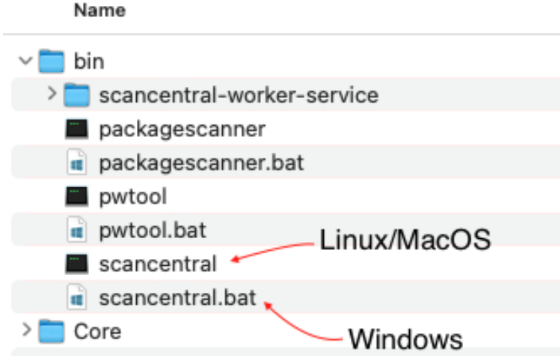 Name
bin
scancentral-worker-service
packagescanner
packagescanner.bat
pwtool
pwtool.bat
Linux/MacOS
scancentral
scancentral.bat
Core
Windows